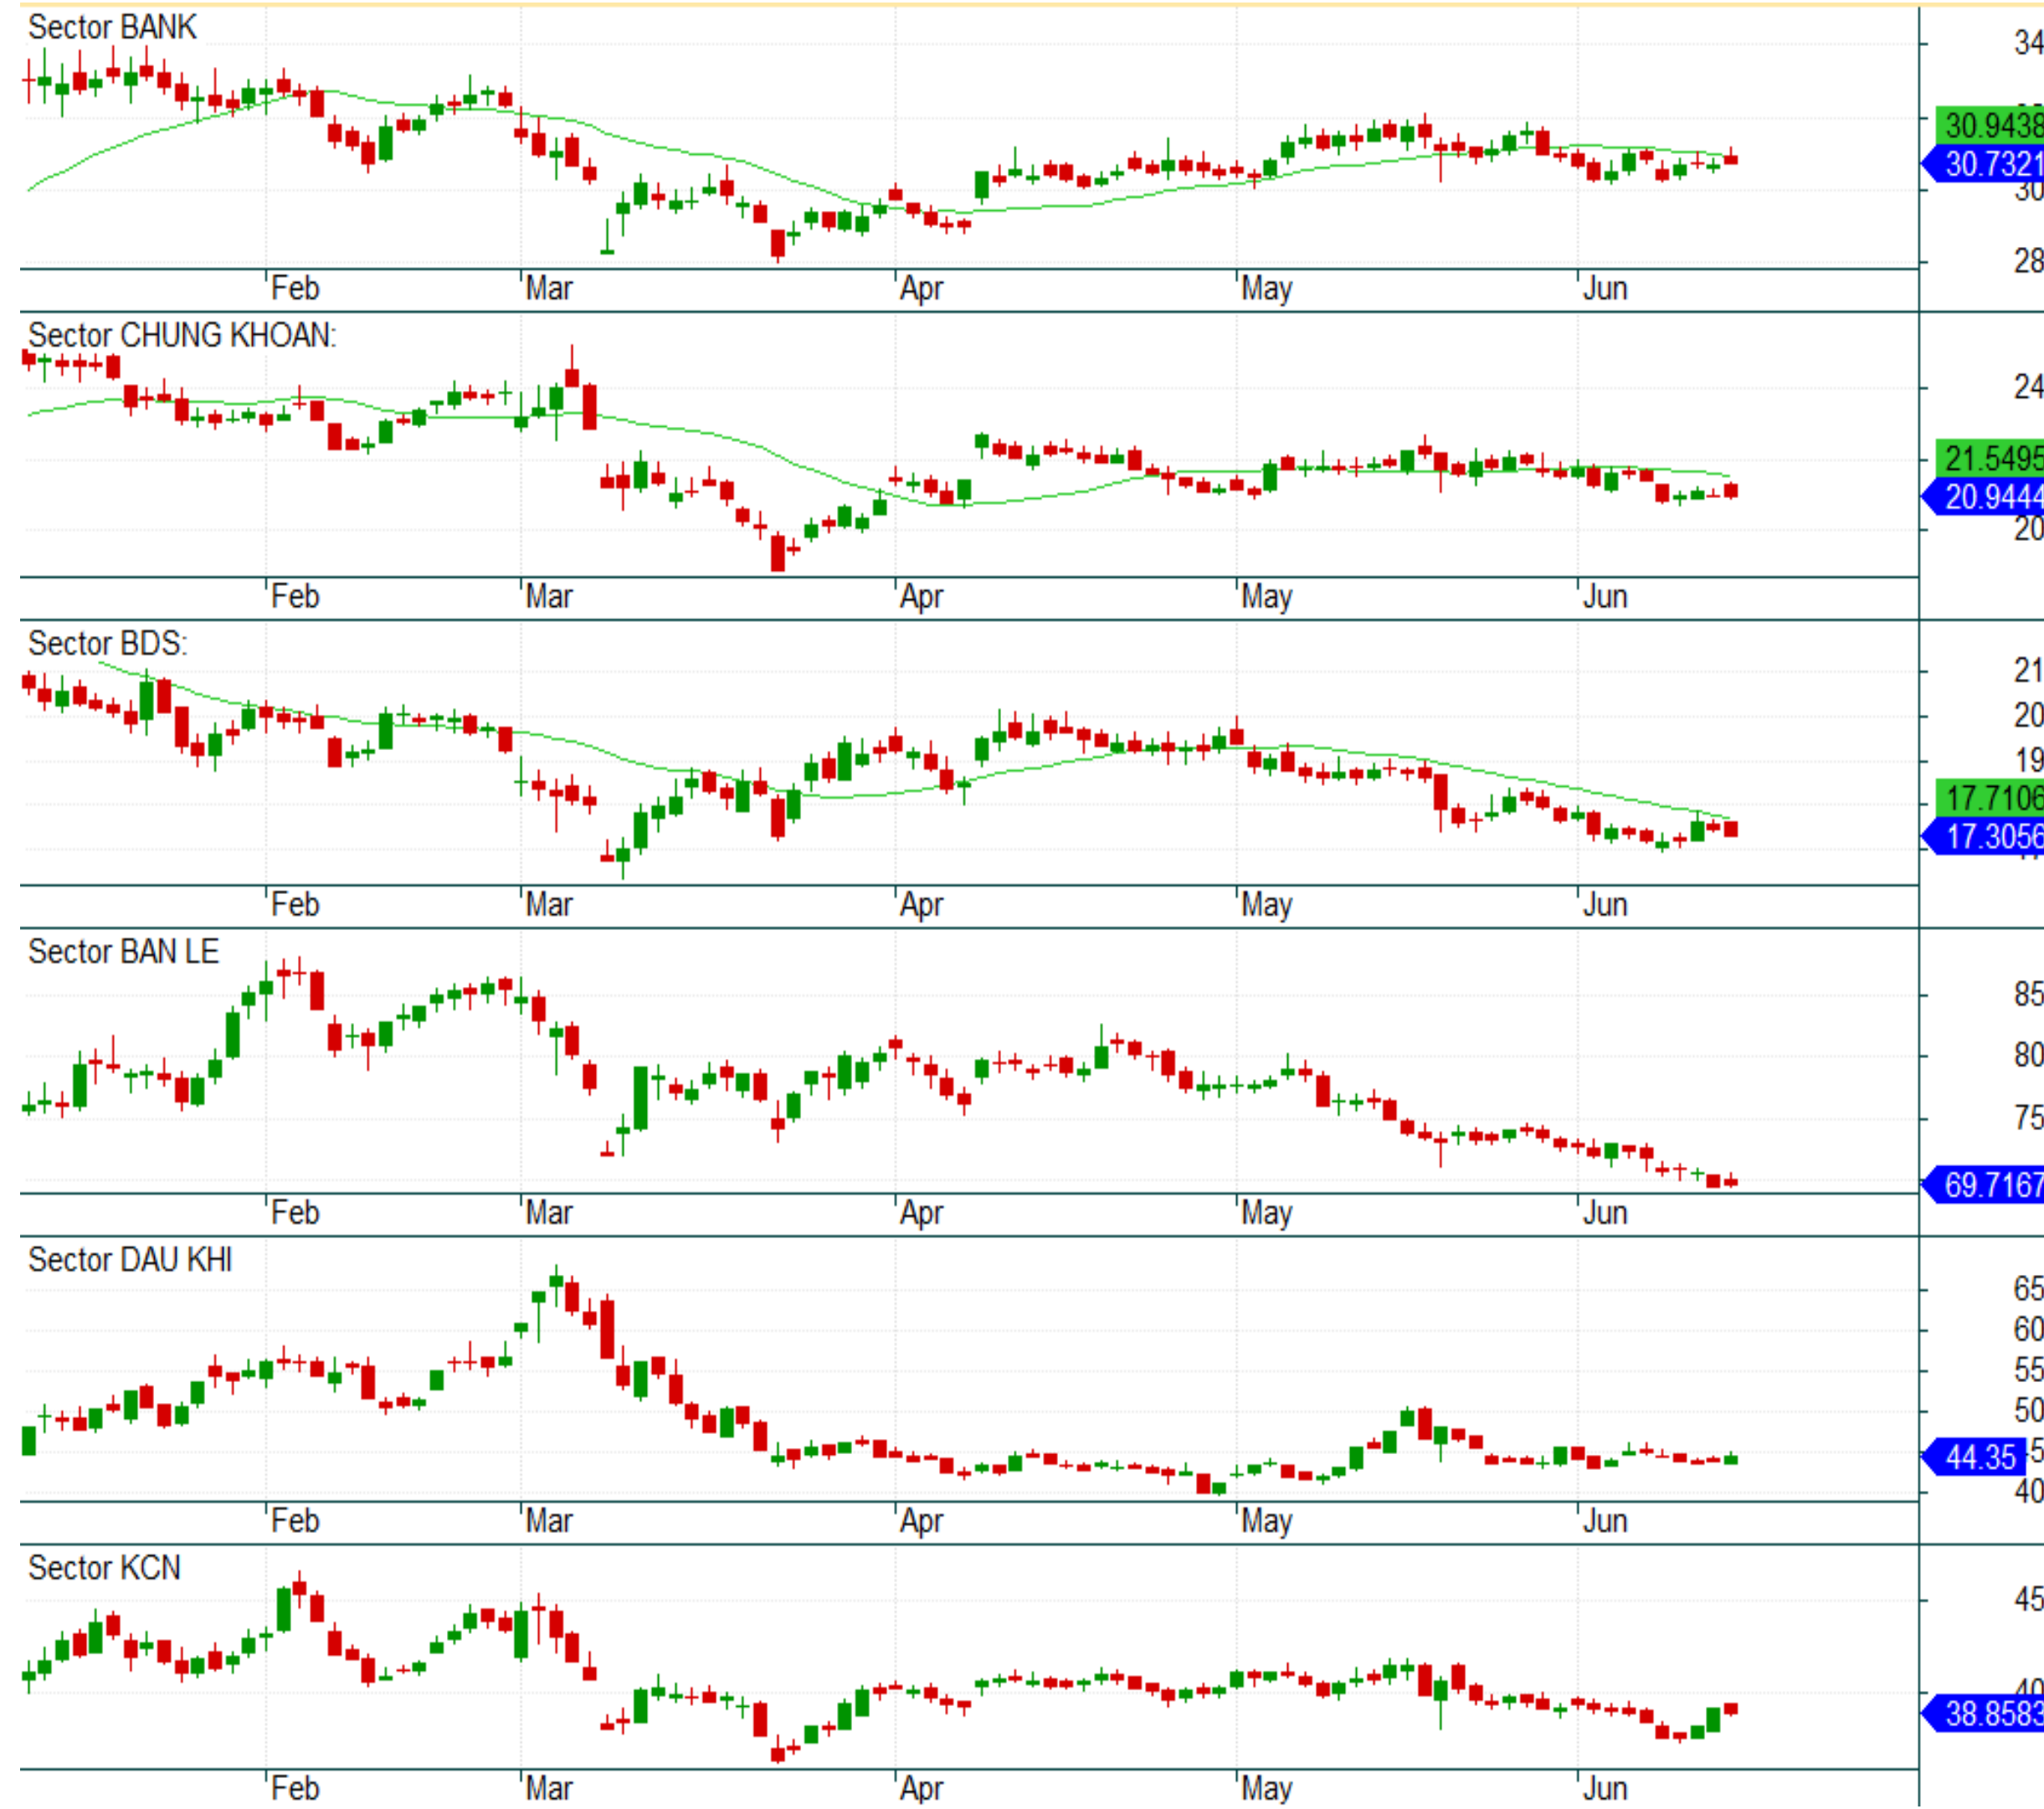 Sector BANK
34
30.9438
30.7321
30
28
Feb Mar Apr May Jun
Sector CHUNG KHOAN:
24
21.5495
20.9444
20
Feb Mar Apr May Jun
Sector BDS:
21
20
19
17.7106
17.3056
Feb Mar Apr May Jun
Sector BAN LE
85
80
75
69.7167
Feb Mar Apr May Jun
Sector DAU KHI
65
60
55
50
44.35
40
Feb Mar Apr May Jun
Sector KCN
45
40
38.8583
Feb Mar Apr May Jun